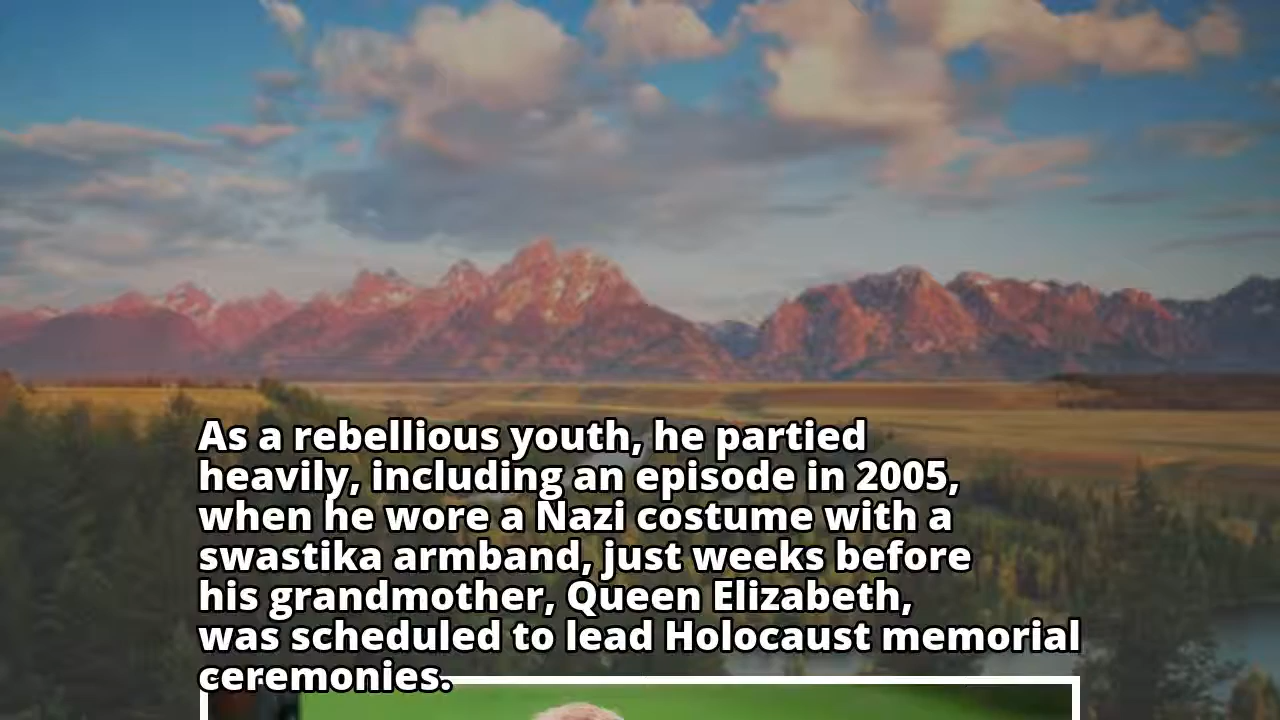 As a rebellious youth, he partied
heavily, including an episode in 2005,
when he wore a Nazi costume with a
swastika armband, just weeks before
his grandmother, Queen Elizabeth,
was scheduled to lead Holocaust memorial
ceremonies.